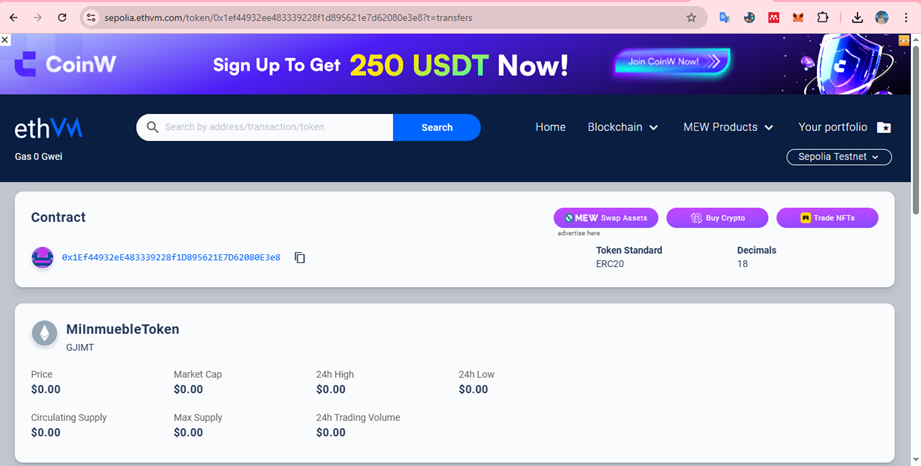 sepolia.ethvm.com/token/0x1ef44932ee483339228f1d895621e7d62080e3e8?t=transfers
CoinW Sign Up To Get 250 USDT Now! Join CoinW Now!
ethVM Search by address/transaction/token Search Home Blockchain MEW Products Your portfolio
Gas 0 Gwei Sepolia Testnet
Contract MEW Swap Assets Buy Crypto Trade NFTs
advertise here
Token Standard Decimals
0x1Ef44932eE483339228f1D895621E7D62080E3e8 ERC20 18
MiInmuebleToken
GJIMT
Price Market Cap 24h High 24h Low
$0.00 $0.00 $0.00 $0.00
Circulating Supply Max Supply 24h Trading Volume
$0.00 $0.00 $0.00